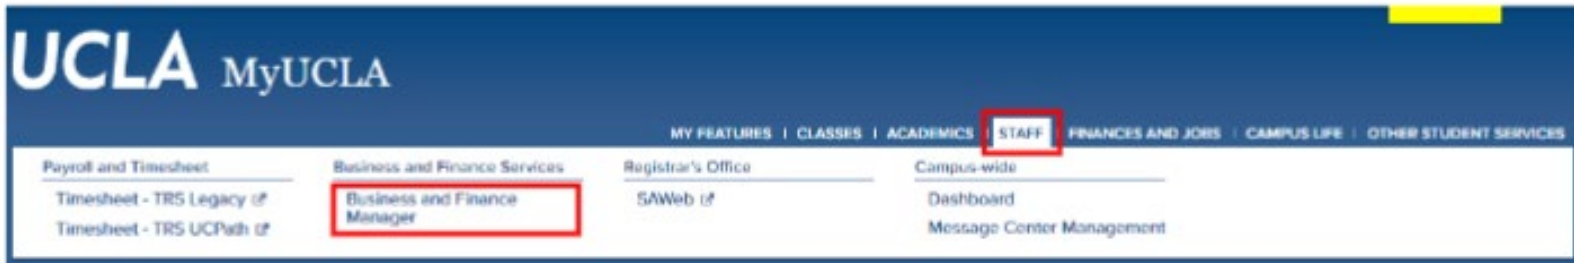 UCLA MyUCLA
MY FEATURES | CLASSES | ACADEMICS | STAFF | FINANCES AND JOBS | CAMPUS LIFE | OTHER STUDENT SERVICES
Payroll and Timesheet
Timesheet - TRS Legacy
Timesheet - TRS UCPath
Business and Finance Services
Business and Finance
Manager
Registrar's Office
SAWeb
Campus-wide
Dashboard
Message Center Management